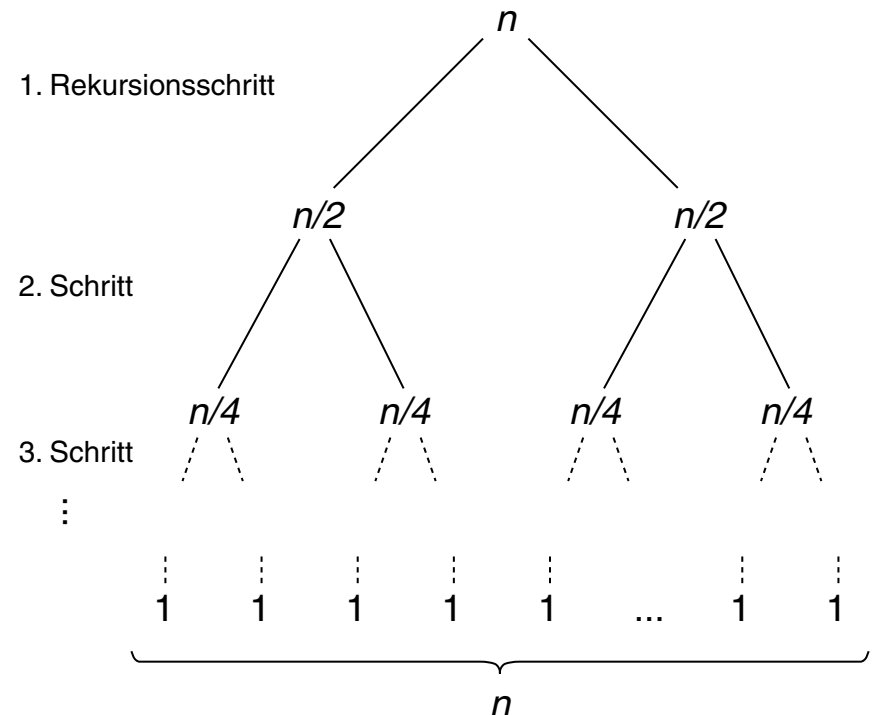 n
1. Rekursionsschritt
n/2 n/2
2. Schritt
n/4 n/4 n/4 n/4
3. Schritt
⋮
1 1 1 1 1 ... 1 1
n